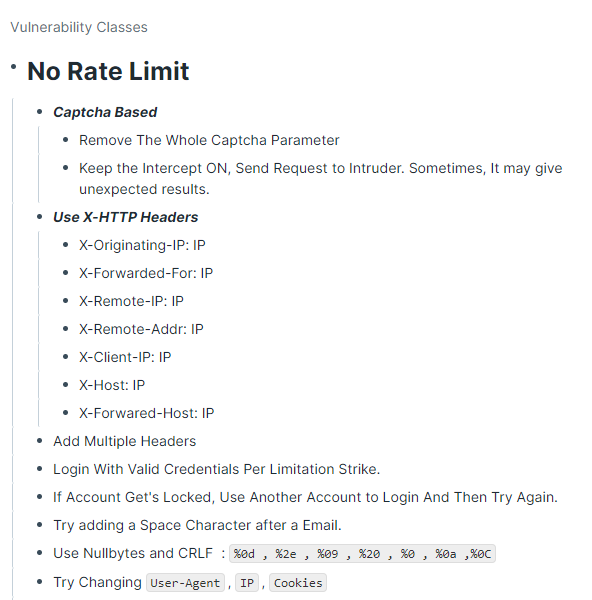 Vulnerability Classes
No Rate Limit
Captcha Based
Remove The Whole Captcha Parameter
Keep the Intercept ON, Send Request to Intruder. Sometimes, It may give
unexpected results.
Use X-HTTP Headers
X-Originating-IP: IP
X-Forwarded-For: IP
X-Remote-IP: IP
X-Remote-Addr: IP
X-Client-IP: IP
X-Host: IP
X-Forwared-Host: IP
Add Multiple Headers
Login With Valid Credentials Per Limitation Strike.
If Account Get's Locked, Use Another Account to Login And Then Try Again.
Try adding a Space Character after a Email.
Use Nullbytes and CRLF : %0d , %2e , %09 , %20 , %0 , %0a ,%0C
Try Changing User-Agent , IP , Cookies